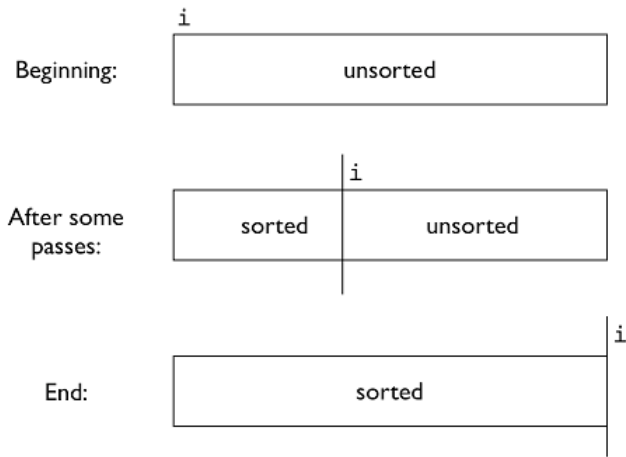 i
Beginning:
unsorted
i
After some
passes:
sorted
unsorted
i
End:
sorted